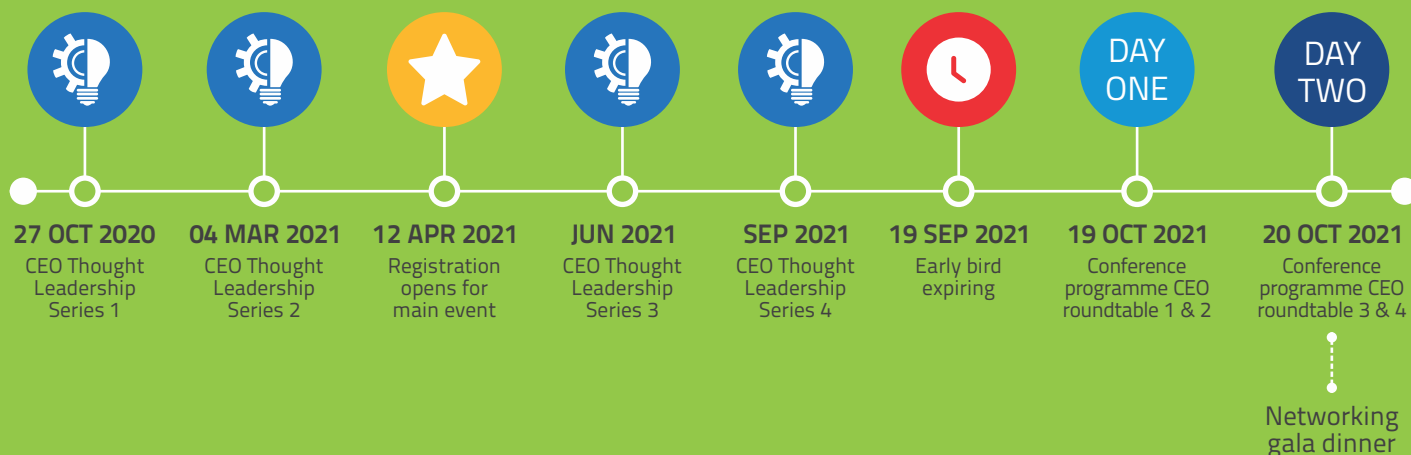 DAY
ONE
DAY
TWO
27 OCT 2020
CEO Thought
Leadership
Series 1
04 MAR 2021
CEO Thought
Leadership
Series 2
12 APR 2021
Registration
opens for
main event
JUN 2021
CEO Thought
Leadership
Series 3
SEP 2021
CEO Thought
Leadership
Series 4
19 SEP 2021
Early bird
expiring
19 OCT 2021
Conference
programme CEO
roundtable 1 & 2
20 OCT 2021
Conference
programme CEO
roundtable 3 & 4
Networking
gala dinner